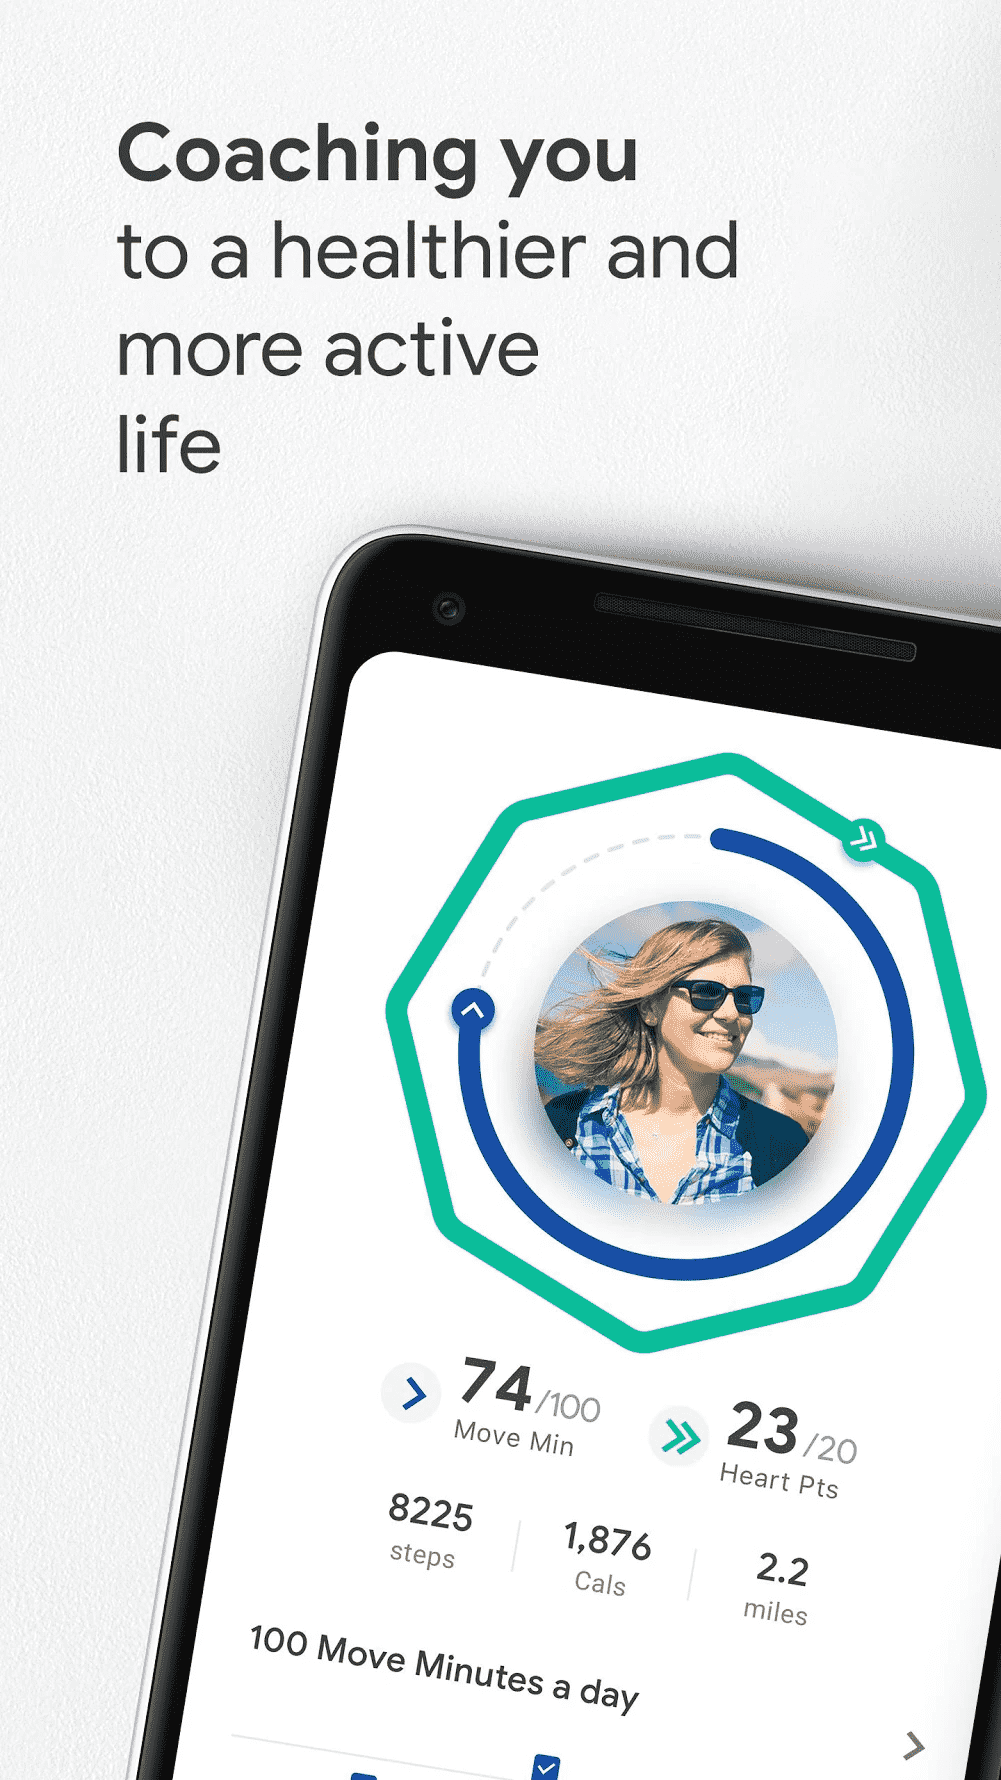 Coaching you
to a healthier and
more active
life
74/100
Move Min
23/20
Heart Pts
8225
steps
1,876
Cals
2.2
miles
100 Move Minutes a day